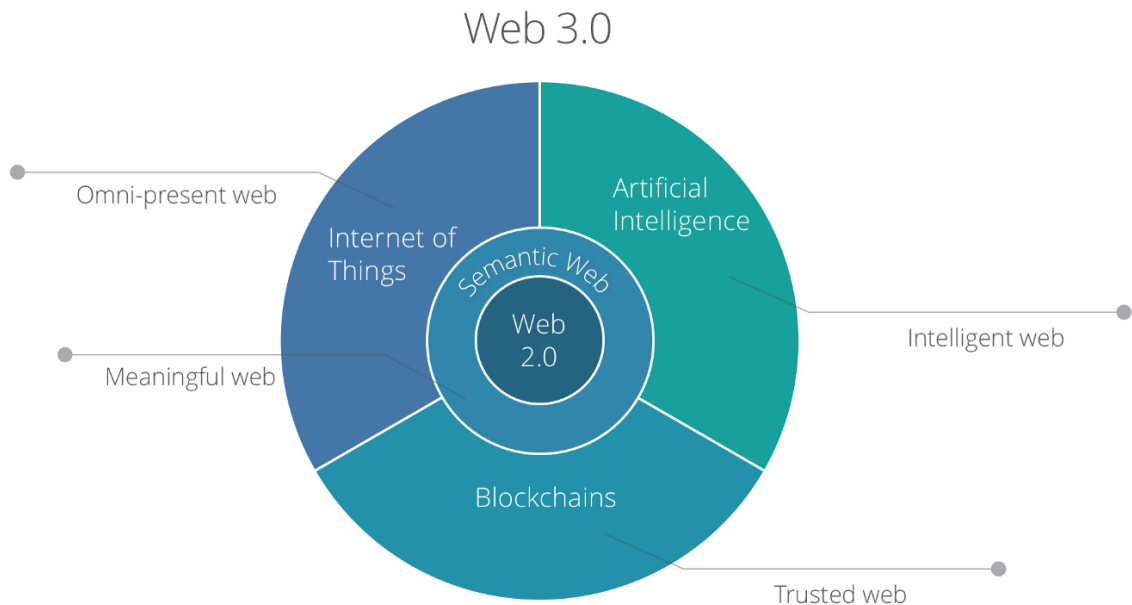 Web 3.0
Omni-present web
Artificial
Intelligence
Internet of
Things
Semantic Web
Web
2.0
Intelligent web
Meaningful web
Blockchains
Trusted web